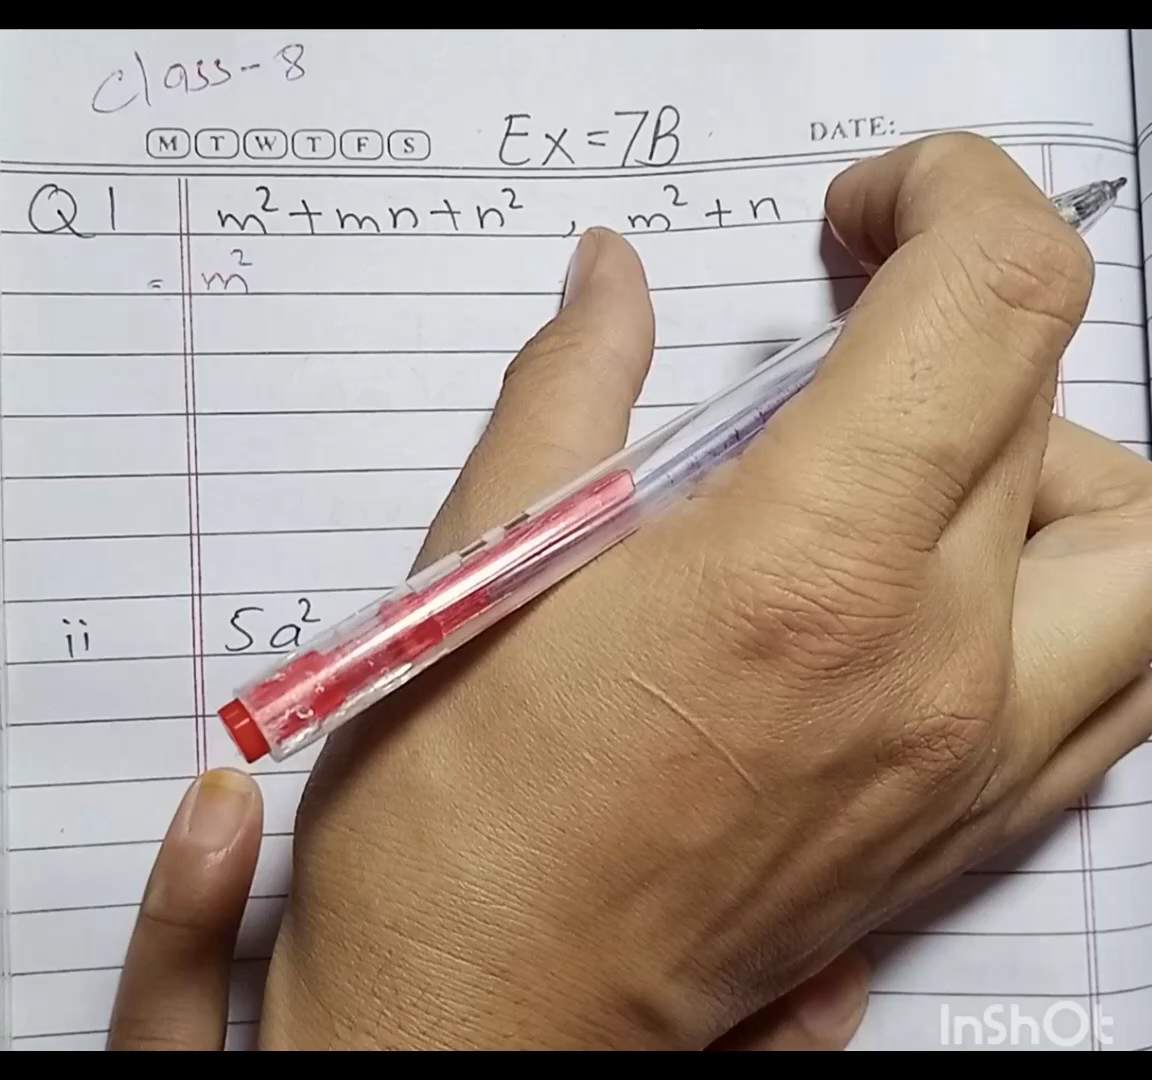 Class - 8
M T W T F S
Ex = 7B
DATE:
Q1 m² + mn + n² , m² + n
= m²
ii 5a²
InShOt